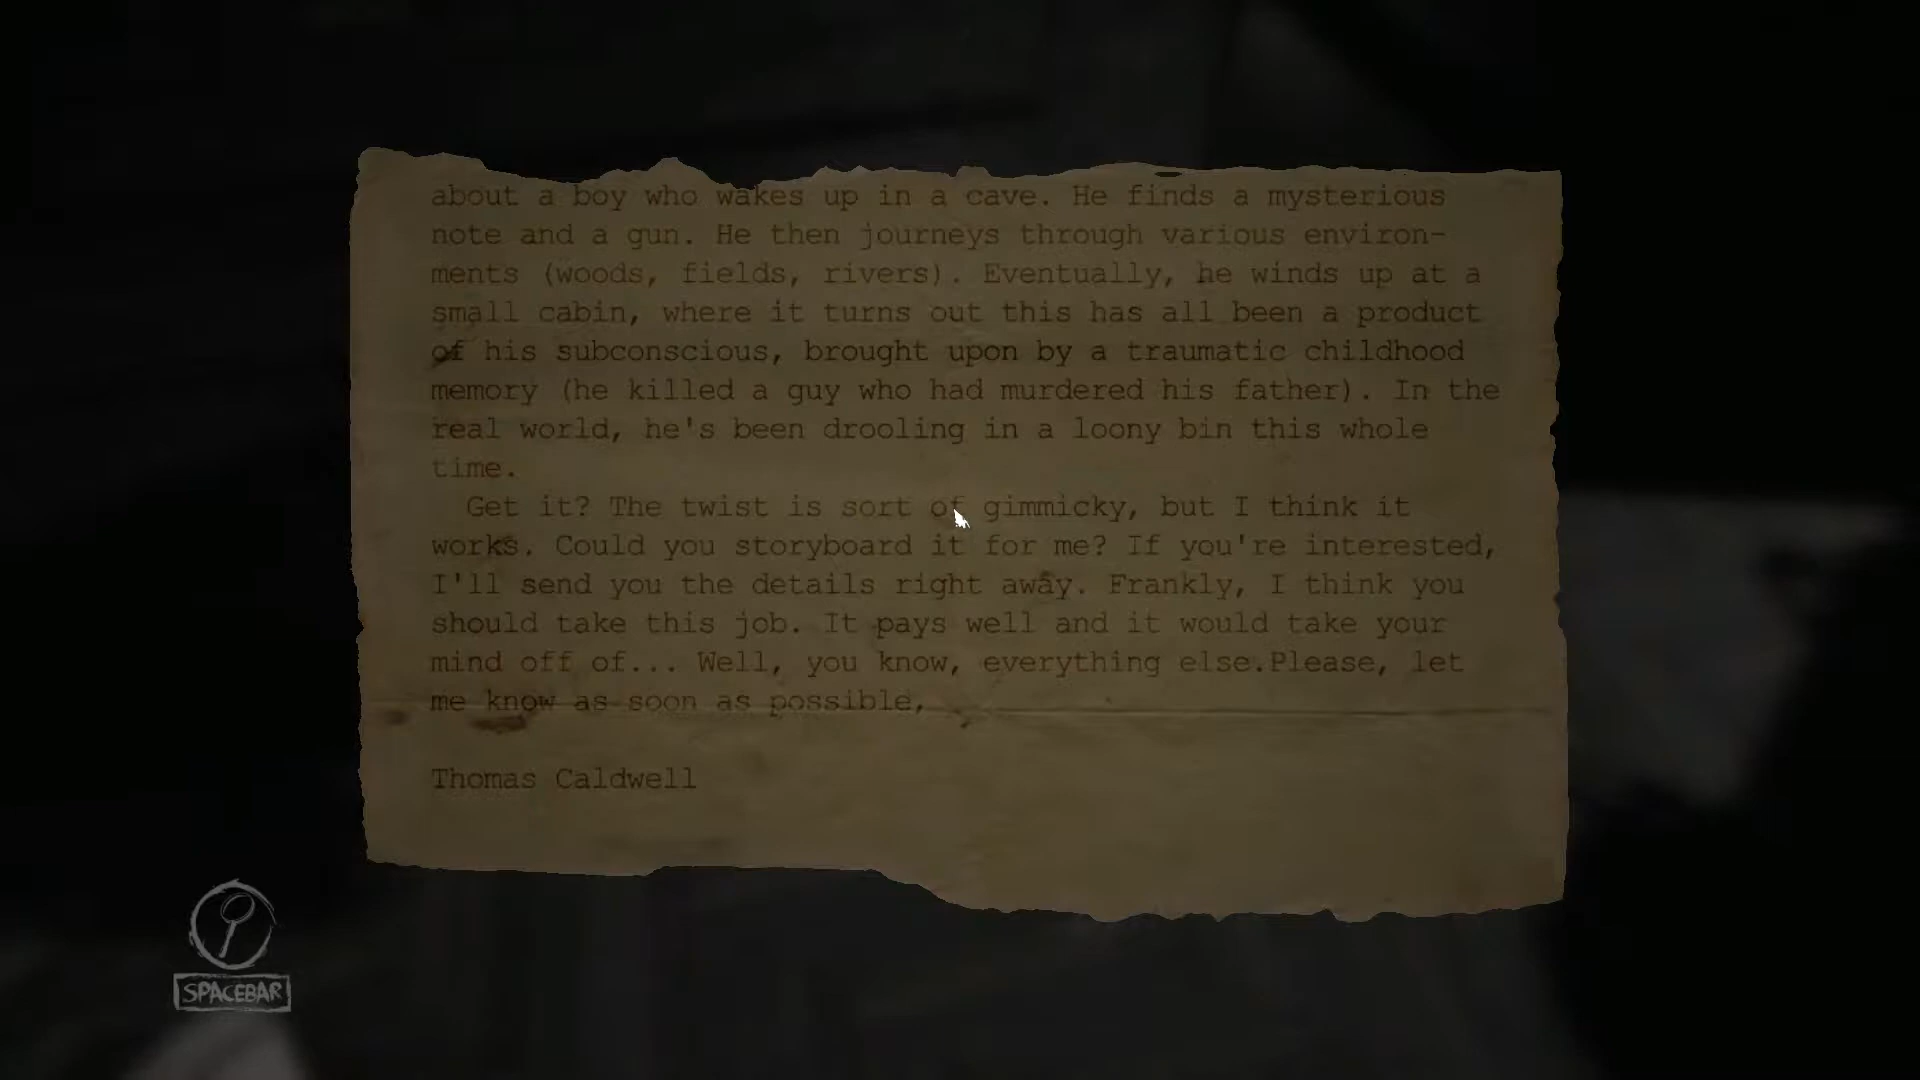 about a boy who wakes up in a cave. He finds a mysterious
note and a gun. He then journeys through various environ-
ments (woods, fields, rivers). Eventually, he winds up at a
small cabin, where it turns out this has all been a product
of his subconscious, brought upon by a traumatic childhood
memory (he killed a guy who had murdered his father). In the
real world, he's been drooling in a loony bin this whole
time.
Get it? The twist is sort of gimmicky, but I think it
works. Could you storyboard it for me? If you're interested,
I'll send you the details right away. Frankly, I think you
should take this job. It pays well and it would take your
mind off of... Well, you know, everything else.Please, let
me know as soon as possible,
Thomas Caldwell
SPACEBAR